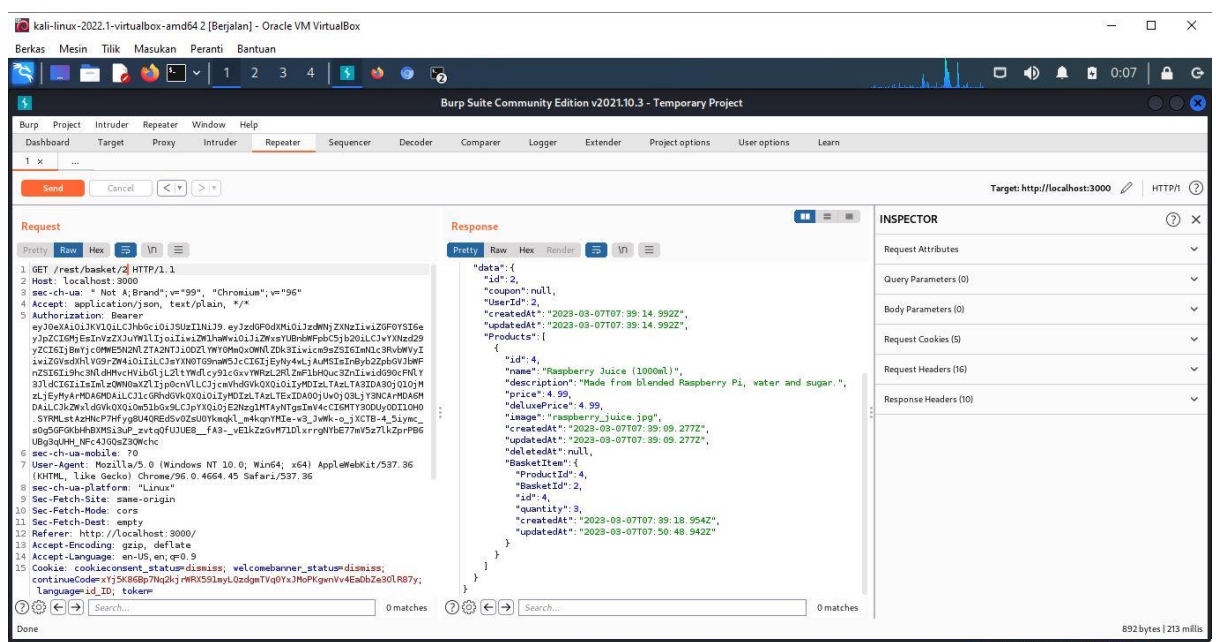 kali-linux-2022.1-virtualbox-amd64 2 [Berjalan] - Oracle VM VirtualBox
Berkas Mesin Tilik Masukan Peranti Bantuan
1 2 3 4 0:07
Burp Suite Community Edition v2021.10.3 - Temporary Project
Burp Project Intruder Repeater Window Help
Dashboard Target Proxy Intruder Repeater Sequencer Decoder Comparer Logger Extender Project options User options Learn
1 × ...
Send Cancel < > Target: http://localhost:3000 HTTP/1
Request
Pretty Raw Hex \n
1 GET /rest/basket/2 HTTP/1.1
2 Host: localhost:3000
3 sec-ch-ua: " Not A;Brand";v="99", "Chromium";v="96"
4 Accept: application/json, text/plain, */*
5 Authorization: Bearer
6 sec-ch-ua-mobile: ?0
7 User-Agent: Mozilla/5.0 (Windows NT 10.0; Win64; x64) AppleWebKit/537.36
(KHTML, like Gecko) Chrome/96.0.4664.45 Safari/537.36
8 sec-ch-ua-platform: "Linux"
9 Sec-Fetch-Site: same-origin
10 Sec-Fetch-Mode: cors
11 Sec-Fetch-Dest: empty
12 Referer: http://localhost:3000/
13 Accept-Encoding: gzip, deflate
14 Accept-Language: en-US,en;q=0.9
15 Cookie: cookieconsent_status=dismiss; welcomebanner_status=dismiss;
language=id_ID; token=
Search... 0 matches
Response
Pretty Raw Hex Render \n
"data":{
"id":2,
"coupon":null,
"UserId":2,
"createdAt":"2023-03-07T07:39:14.992Z",
"updatedAt":"2023-03-07T07:39:14.992Z",
"Products":[
{
"id":4,
"name":"Raspberry Juice (1000ml)",
"description":"Made from blended Raspberry Pi, water and sugar.",
"price":4.99,
"deluxePrice":4.99,
"image":"raspberry_juice.jpg",
"createdAt":"2023-03-07T07:39:09.277Z",
"updatedAt":"2023-03-07T07:39:09.277Z",
"deletedAt":null,
"BasketItem":{
"ProductId":4,
"BasketId":2,
"id":4,
"quantity":3,
"createdAt":"2023-03-07T07:39:18.954Z",
"updatedAt":"2023-03-07T07:50:48.942Z"
}
}
]
}
}
Search... 0 matches
INSPECTOR
Request Attributes
Query Parameters (0)
Body Parameters (0)
Request Cookies (5)
Request Headers (16)
Response Headers (10)
Done 892 bytes | 213 millis